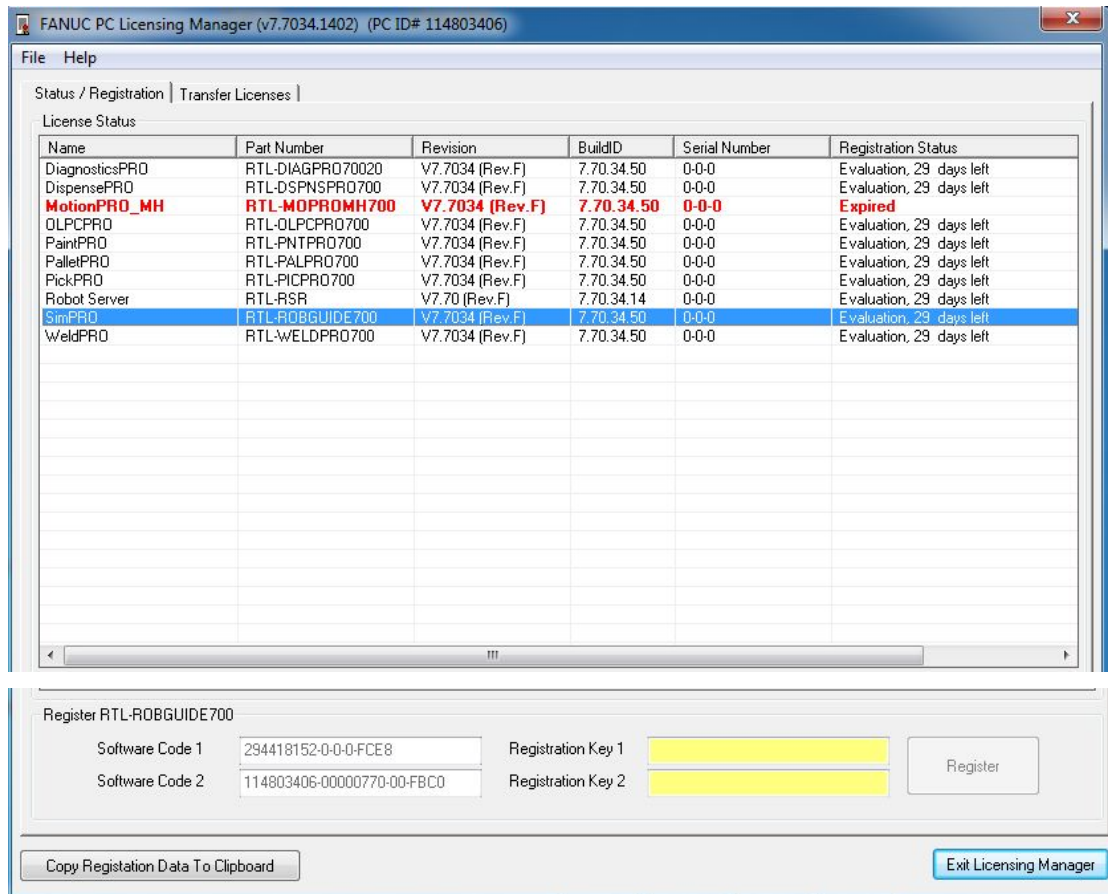 FANUC PC Licensing Manager (v7.7034.1402) (PC ID# 114803406)
File Help
Status / Registration Transfer Licenses
License Status
Name Part Number Revision BuildID Serial Number Registration Status
DiagnosticsPRO RTL-DIAGPRO70020 V7.7034 (Rev.F) 7.70.34.50 0-0-0 Evaluation, 29 days left
DispensePRO RTL-DSPNSPRO700 V7.7034 (Rev.F) 7.70.34.50 0-0-0 Evaluation, 29 days left
MotionPRO_MH RTL-MOPROMH700 V7.7034 (Rev.F) 7.70.34.50 0-0-0 Expired
OLPCPRO RTL-OLPCPRO700 V7.7034 (Rev.F) 7.70.34.50 0-0-0 Evaluation, 29 days left
PaintPRO RTL-PNTPRO700 V7.7034 (Rev.F) 7.70.34.50 0-0-0 Evaluation, 29 days left
PalletPRO RTL-PALPRO700 V7.7034 (Rev.F) 7.70.34.50 0-0-0 Evaluation, 29 days left
PickPRO RTL-PICPRO700 V7.7034 (Rev.F) 7.70.34.50 0-0-0 Evaluation, 29 days left
Robot Server RTL-RSR V7.70 (Rev.F) 7.70.34.14 0-0-0 Evaluation, 29 days left
SimPRO RTL-ROBGUIDE700 V7.7034 (Rev.F) 7.70.34.50 0-0-0 Evaluation, 29 days left
WeldPRO RTL-WELDPRO700 V7.7034 (Rev.F) 7.70.34.50 0-0-0 Evaluation, 29 days left
Register RTL-ROBGUIDE700
Software Code 1 294418152-0-0-0-FCE8 Registration Key 1
Software Code 2 114803406-00000770-00-FBC0 Registration Key 2
Register
Copy Registation Data To Clipboard Exit Licensing Manager